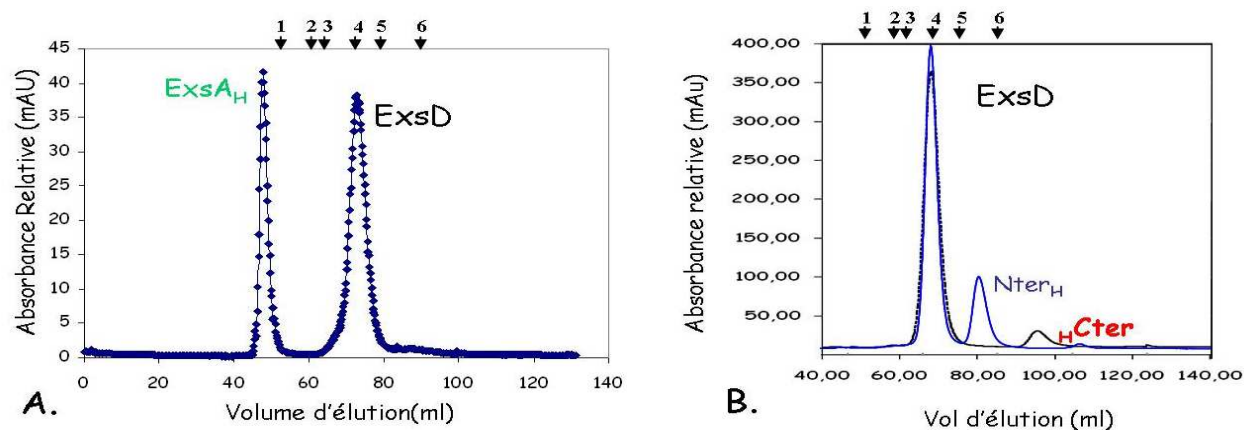 1 2 3 4 5 6
45
40
35
30
25
20
15
10
5
0
Absorbance Relative (mAU)
ExsA_H
ExsD
0 20 40 60 80 100 120 140
Volume d'élution(ml)
A.
1 2 3 4 5 6
400,00
350,00
300,00
250,00
200,00
150,00
100,00
50,00
Absorbance relative (mAu)
ExsD
Nter_H
_HCter
40,00 60,00 80,00 100,00 120,00 140,00
Vol d'élution (ml)
B.